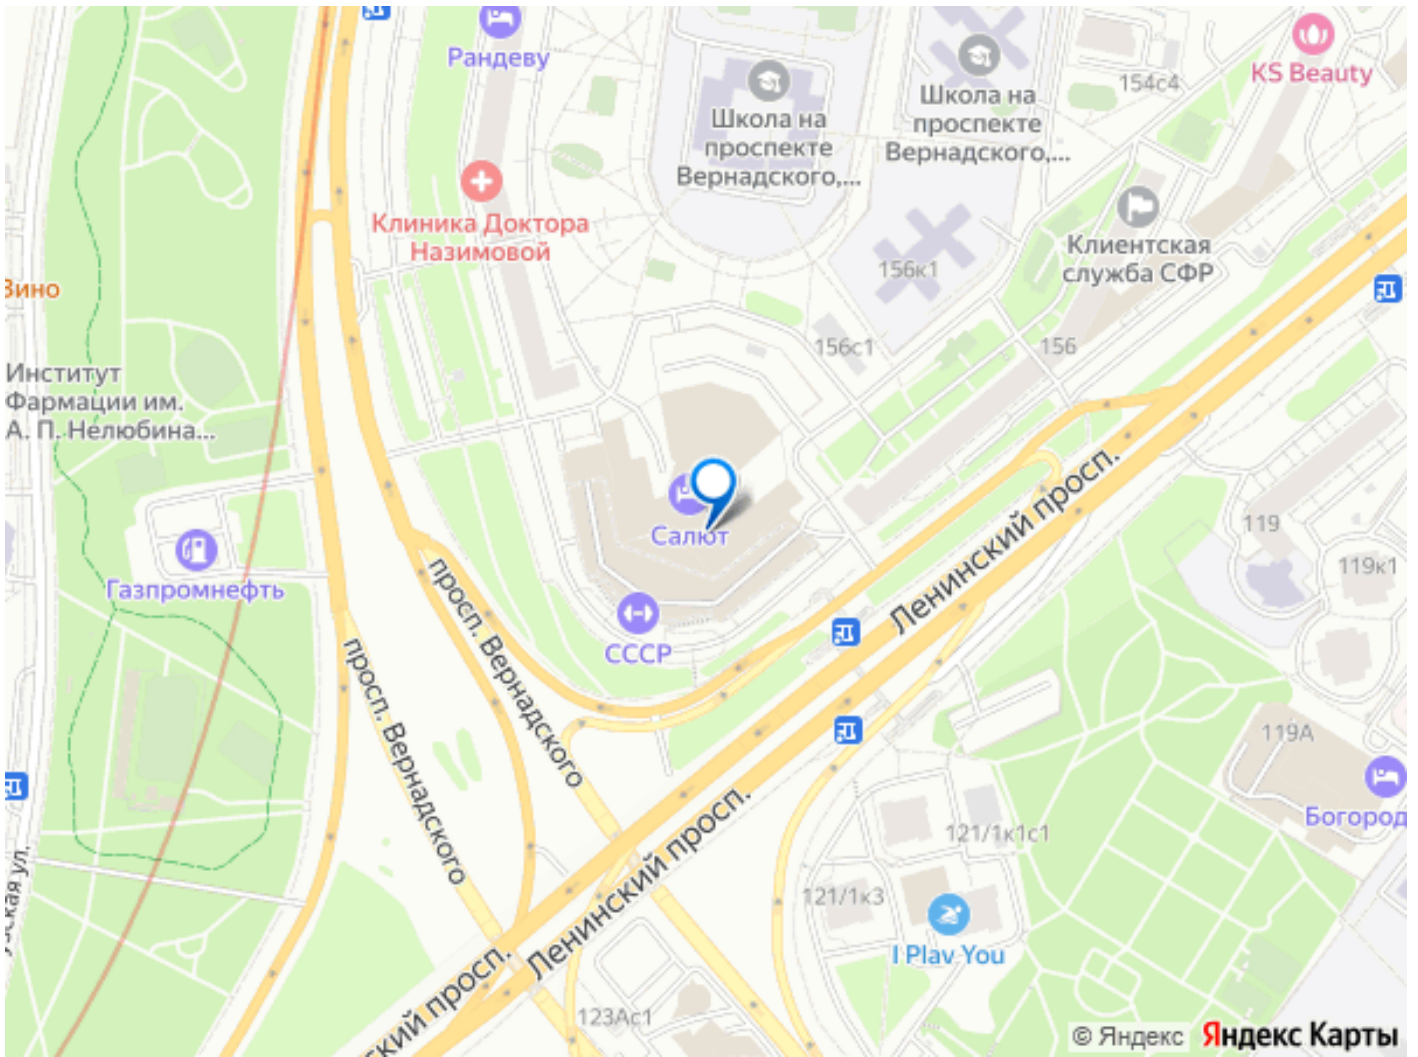 Рандеву
KS Beauty
154с4
Школа на
проспекте
Вернадского,...
Школа на
проспекте
Вернадского,...
Клиника Доктора
Назимовой
Клиентская
служба СФР
156к1
Вино
156с1
156
Институт
Фармации им.
А. П. Нелюбина...
Салют
Ленинский просп.
119
119к1
Газпромнефть
просп. Вернадского
СССР
просп. Вернадского
119А
Богород
Ленинский просп.
121/1к1с1
121/1к3
I Play You
ский просп.
123Ас1
ул.
© Яндекс
Яндекс Карты